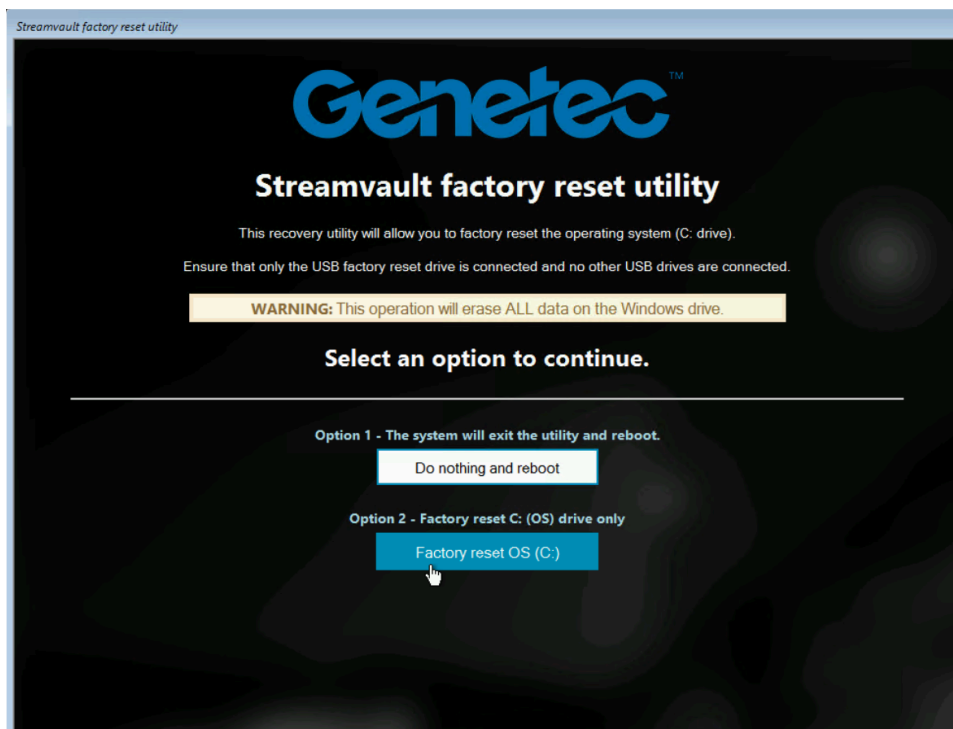 Streamvault factory reset utility
Genetec™
Streamvault factory reset utility
This recovery utility will allow you to factory reset the operating system (C: drive).
Ensure that only the USB factory reset drive is connected and no other USB drives are connected.
WARNING: This operation will erase ALL data on the Windows drive.
Select an option to continue.
Option 1 - The system will exit the utility and reboot.
Do nothing and reboot
Option 2 - Factory reset C: (OS) drive only
Factory reset OS (C:)